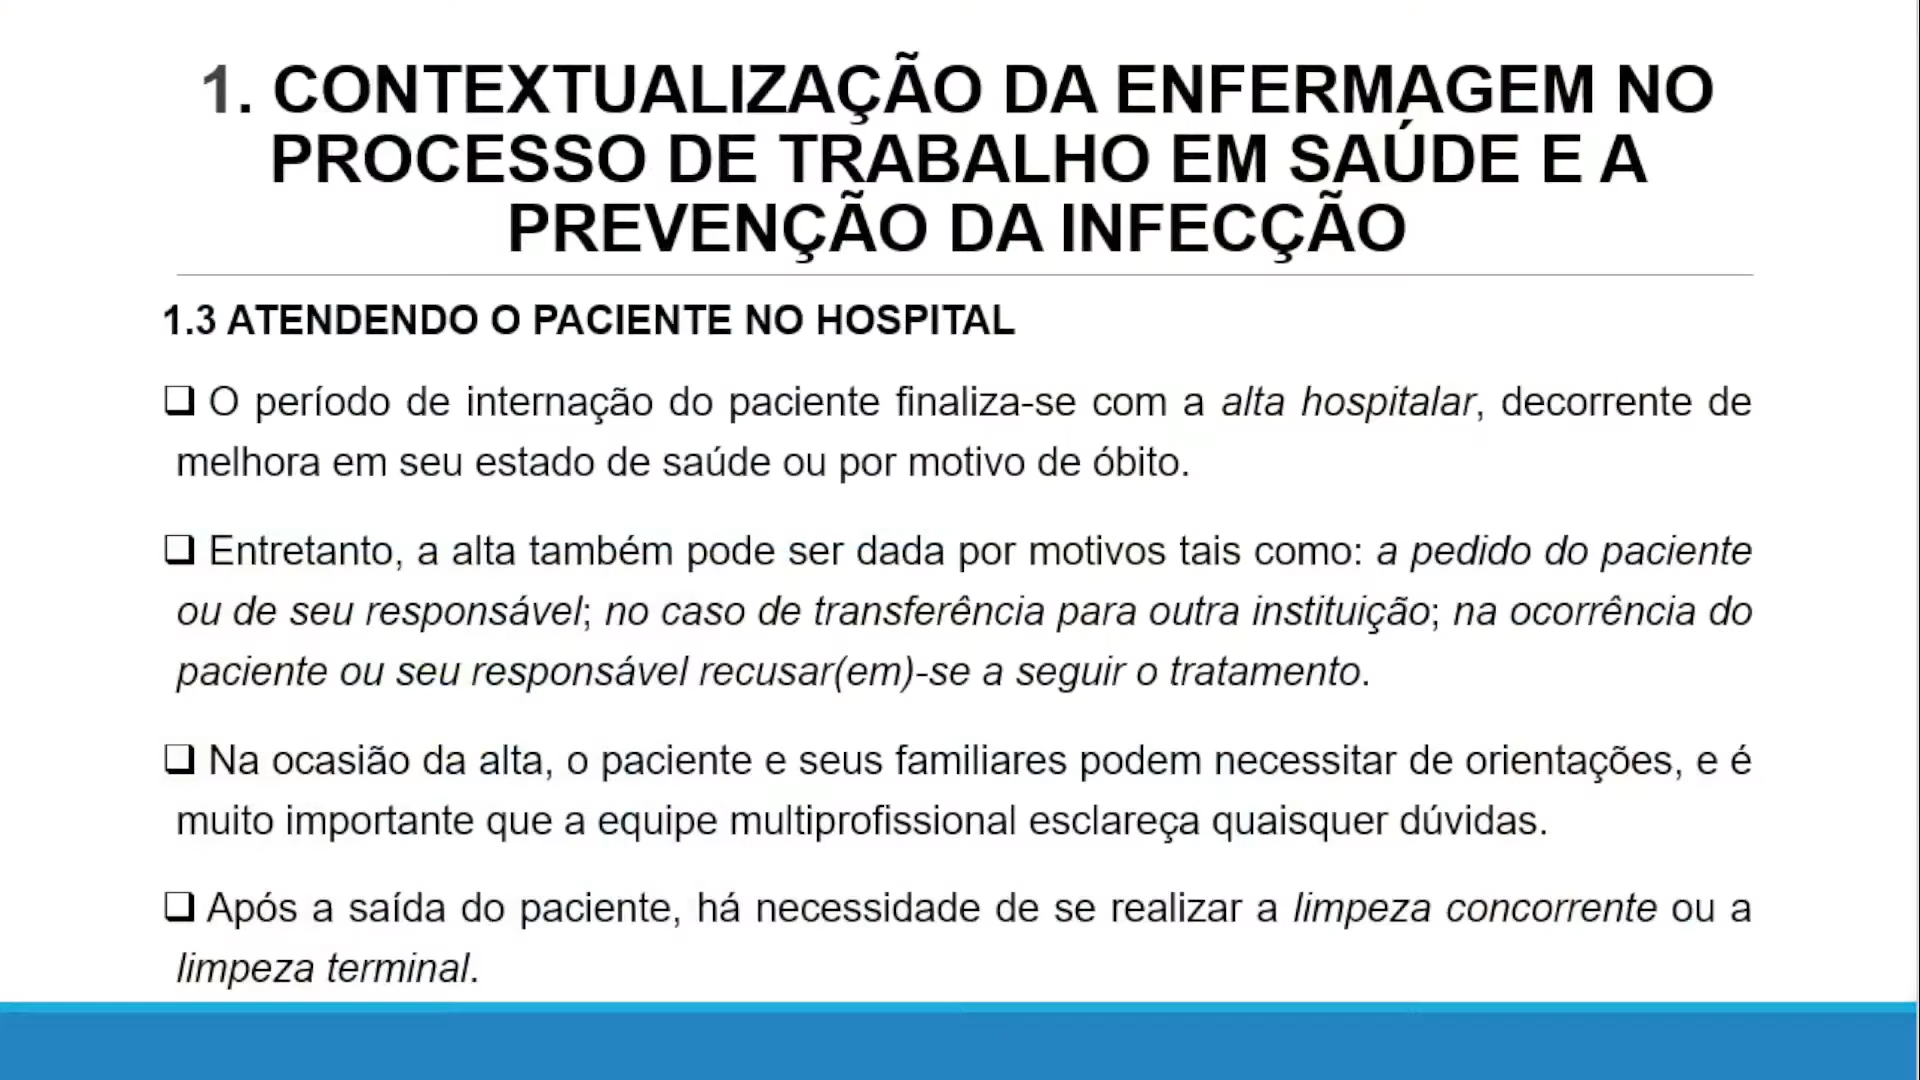 1. CONTEXTUALIZAÇÃO DA ENFERMAGEM NO
PROCESSO DE TRABALHO EM SAÚDE E A
PREVENÇÃO DA INFECÇÃO
1.3 ATENDENDO O PACIENTE NO HOSPITAL
❑ O período de internação do paciente finaliza-se com a alta hospitalar, decorrente de
melhora em seu estado de saúde ou por motivo de óbito.
❑ Entretanto, a alta também pode ser dada por motivos tais como: a pedido do paciente
ou de seu responsável; no caso de transferência para outra instituição; na ocorrência do
paciente ou seu responsável recusar(em)-se a seguir o tratamento.
❑ Na ocasião da alta, o paciente e seus familiares podem necessitar de orientações, e é
muito importante que a equipe multiprofissional esclareça quaisquer dúvidas.
❑ Após a saída do paciente, há necessidade de se realizar a limpeza concorrente ou a
limpeza terminal.